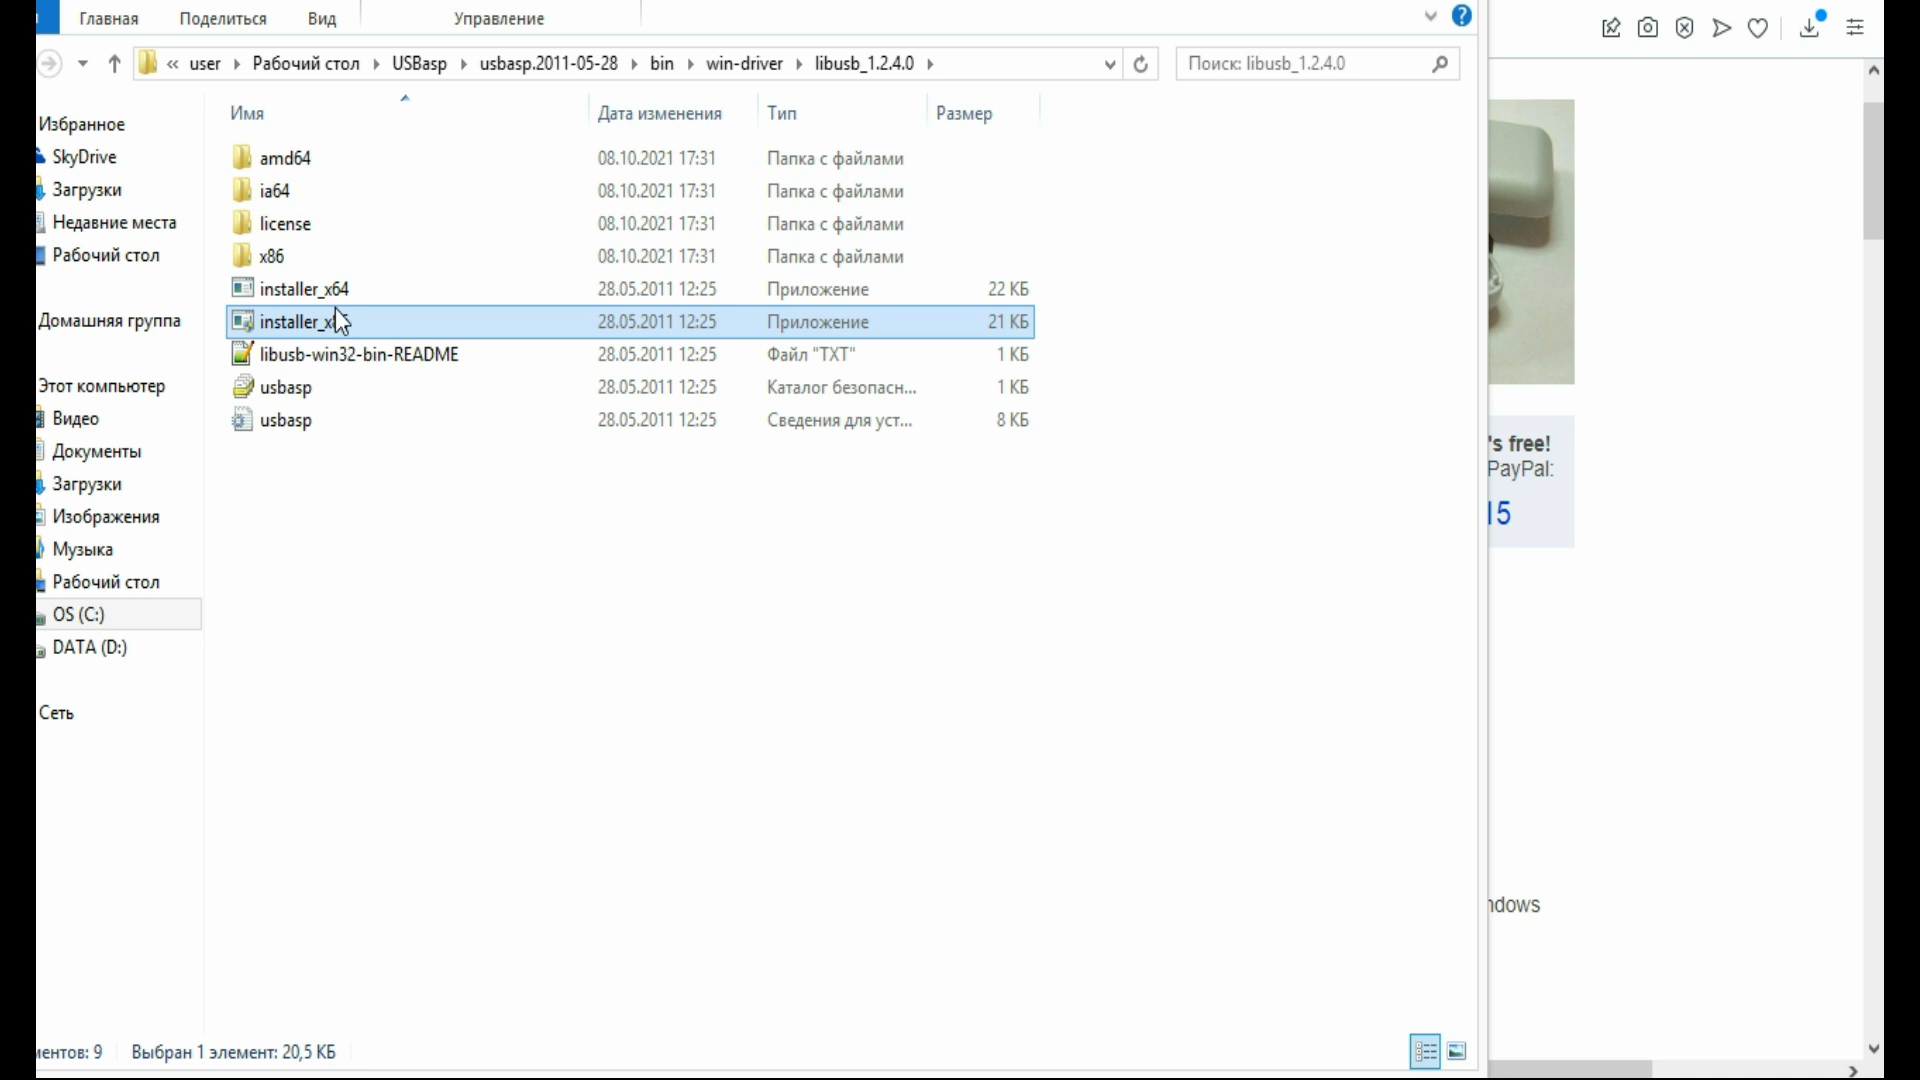 Главная Поделиться Вид Управление
« user Рабочий стол USBasp usbasp.2011-05-28 bin win-driver libusb_1.2.4.0 Поиск: libusb_1.2.4.0
Имя Дата изменения Тип Размер
Избранное
SkyDrive
Загрузки
Недавние места
Рабочий стол
Домашняя группа
Этот компьютер
Видео
Документы
Загрузки
Изображения
Музыка
Рабочий стол
OS (C:)
DATA (D:)
Сеть
amd64 08.10.2021 17:31 Папка с файлами
ia64 08.10.2021 17:31 Папка с файлами
license 08.10.2021 17:31 Папка с файлами
x86 08.10.2021 17:31 Папка с файлами
installer_x64 28.05.2011 12:25 Приложение 22 КБ
installer_x 28.05.2011 12:25 Приложение 21 КБ
libusb-win32-bin-README 28.05.2011 12:25 Файл "TXT" 1 КБ
usbasp 28.05.2011 12:25 Каталог безопасн... 1 КБ
usbasp 28.05.2011 12:25 Сведения для уст... 8 КБ
's free!
PayPal:
15
ndows
ментов: 9 Выбран 1 элемент: 20,5 КБ